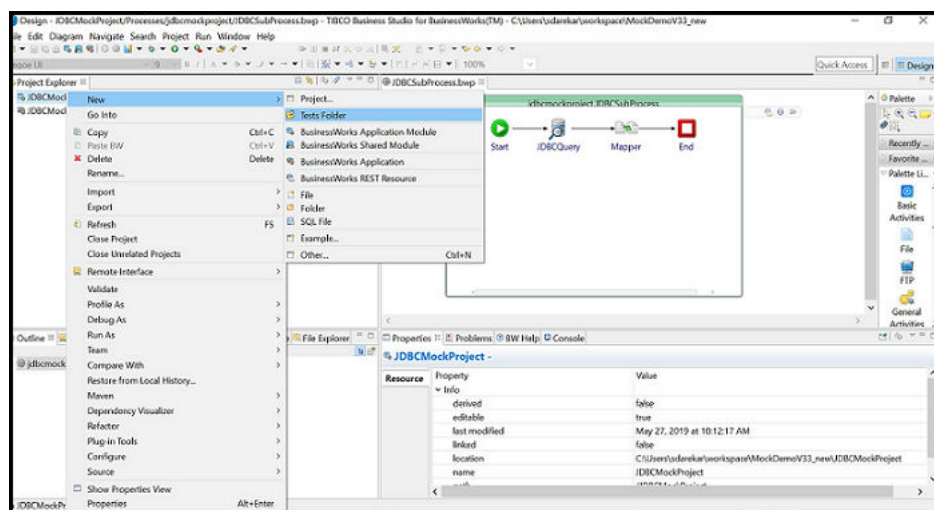 Design - JDBCMockProject/Processes/jdbcmockproject/JDBCSubProcess.bwp - TIBCO Business Studio for BusinessWorks(TM) - C:\Users\sdarekar\workspace\MockDemoV33_new
File Edit Diagram Navigate Search Project Run Window Help
100%
Quick Access
Design
Project Explorer
JDBCSubProcess.bwp
JDBCMod
JDBCMod
New
Go Into
Copy Ctrl+C
Paste BW Ctrl+V
Delete Delete
Rename...
Import
Export
Refresh F5
Close Project
Close Unrelated Projects
Remote Interface
Validate
Profile As
Debug As
Run As
Team
Compare With
Restore from Local History...
Maven
Dependency Visualizer
Refactor
Plug-in Tools
Configure
Source
Show Properties View
Properties Alt+Enter
Project...
Tests Folder
BusinessWorks Application Module
BusinessWorks Shared Module
BusinessWorks Application
BusinessWorks REST Resource
File
Folder
SQL File
Example...
Other... Ctrl+N
jdbcmockproject.JDBCSubProcess
Start
JDBCQuery
Mapper
End
Palette
Recently ...
Favorite ...
Palette Li...
Basic
Activities
File
FTP
General
Activities
Outline
File Explorer
jdbcmock
JDBCMockPr
Properties
Problems
BW Help
Console
JDBCMockProject -
Resource
Property Value
Info
derived false
editable true
last modified May 27, 2019 at 10:12:17 AM
linked false
location C:\Users\sdarekar\workspace\MockDemoV33_new\JDBCMockProject
name JDBCMockProject